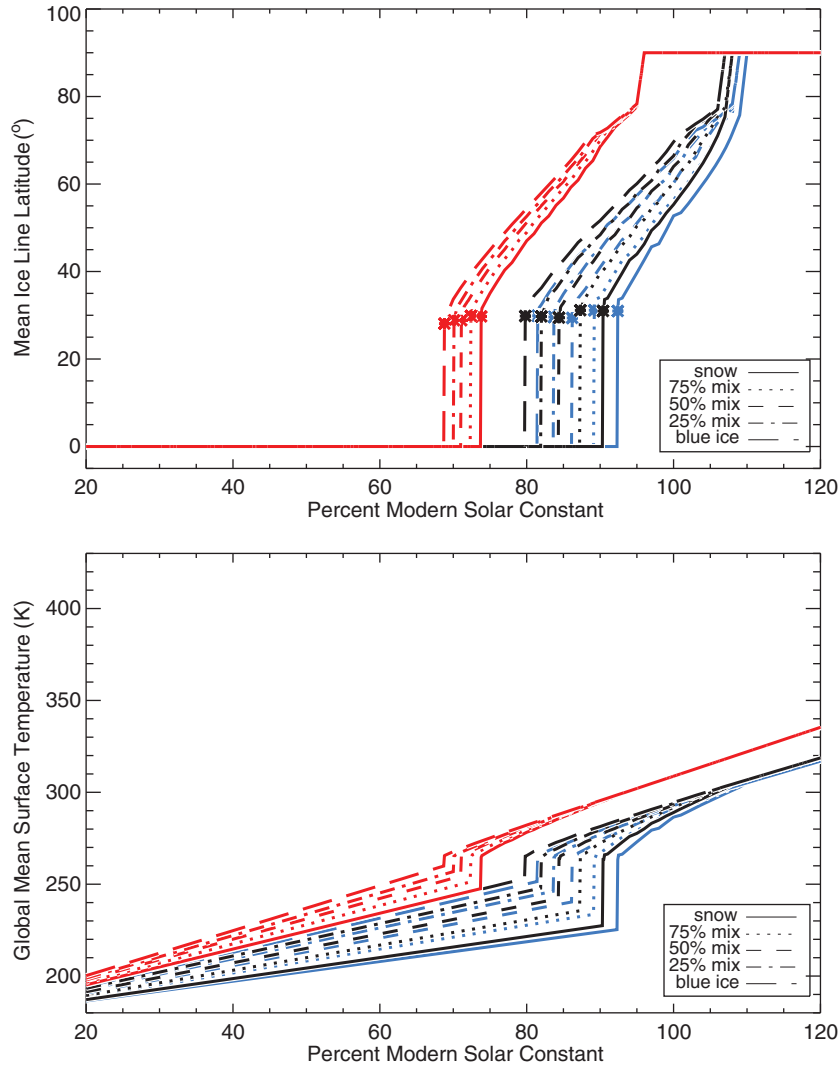 100
80
60
40
20
0
Mean Ice Line Latitude (°)
snow
75% mix
50% mix
25% mix
blue ice
20 40 60 80 100 120
Percent Modern Solar Constant
400
350
300
250
200
Global Mean Surface Temperature (K)
snow
75% mix
50% mix
25% mix
blue ice
20 40 60 80 100 120
Percent Modern Solar Constant